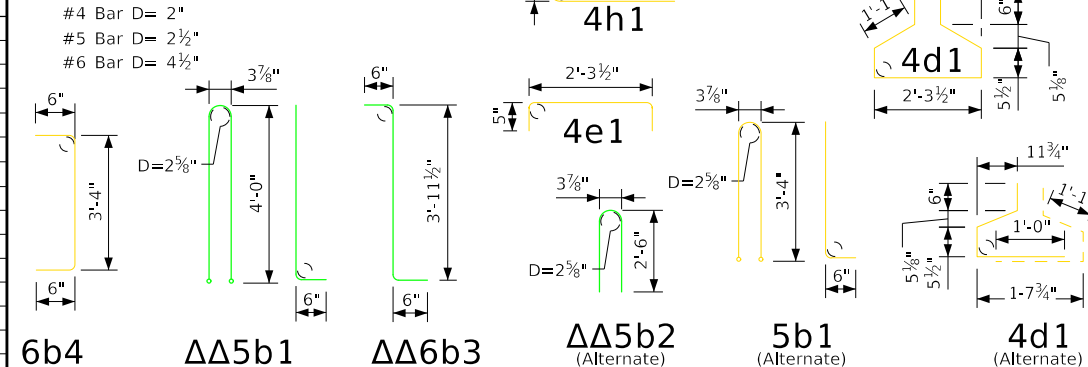 #4 Bar D= 2"
#5 Bar D= 2½"
#6 Bar D= 4½"
4h1
1'-1
6"
4d1
5½"
5⅛"
2'-3½"
6"
3'-4"
6"
6b4
3⅞"
D=2⅝"
4'-0"
6"
ΔΔ5b1
6"
3'-11½"
6"
ΔΔ6b3
2'-3½"
5"
4e1
3⅞"
D=2⅝"
2'-6"
ΔΔ5b2
(Alternate)
3⅞"
D=2⅝"
3'-4"
6"
5b1
(Alternate)
11¾"
6"
1'-1
1'-0"
5⅛"
5½"
1-7¾"
4d1
(Alternate)